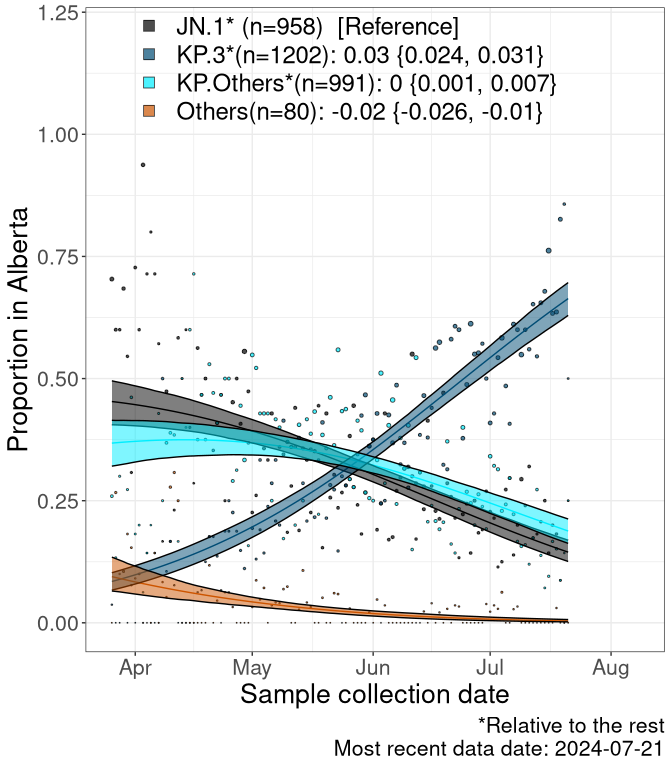 JN.1* (n=958)  [Reference]
KP.3*(n=1202): 0.03 {0.024, 0.031}
KP.Others*(n=991): 0 {0.001, 0.007}
Others(n=80): -0.02 {-0.026, -0.01}
1.25
1.00
0.75
0.50
0.25
0.00
Proportion in Alberta
Apr May Jun Jul Aug
Sample collection date
*Relative to the rest
Most recent data date: 2024-07-21